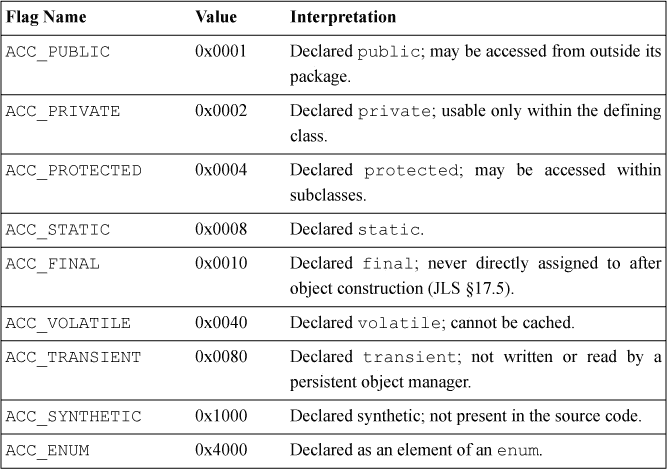 Flag Name Value Interpretation
ACC_PUBLIC 0x0001 Declared public; may be accessed from outside its
package.
ACC_PRIVATE 0x0002 Declared private; usable only within the defining
class.
ACC_PROTECTED 0x0004 Declared protected; may be accessed within
subclasses.
ACC_STATIC 0x0008 Declared static.
ACC_FINAL 0x0010 Declared final; never directly assigned to after
object construction (JLS §17.5).
ACC_VOLATILE 0x0040 Declared volatile; cannot be cached.
ACC_TRANSIENT 0x0080 Declared transient; not written or read by a
persistent object manager.
ACC_SYNTHETIC 0x1000 Declared synthetic; not present in the source code.
ACC_ENUM 0x4000 Declared as an element of an enum.